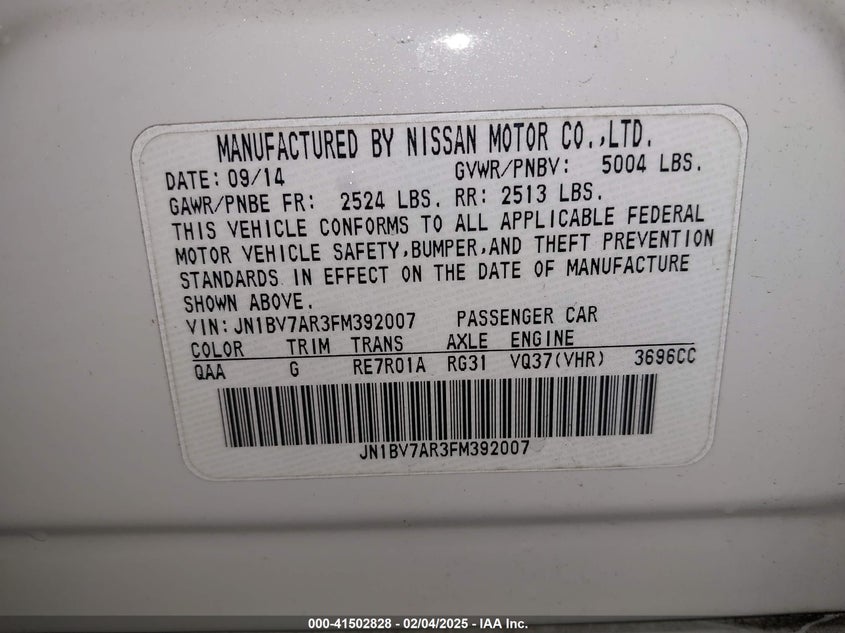 MANUFACTURED BY NISSAN MOTOR CO.,LTD.
DATE: 09/14 GVWR/PNBV: 5004 LBS.
GAWR/PNBE FR: 2524 LBS. RR: 2513 LBS.
THIS VEHICLE CONFORMS TO ALL APPLICABLE FEDERAL
MOTOR VEHICLE SAFETY,BUMPER,AND THEFT PREVENTION
STANDARDS IN EFFECT ON THE DATE OF MANUFACTURE
SHOWN ABOVE.
VIN: JN1BV7AR3FM392007 PASSENGER CAR
COLOR TRIM TRANS AXLE ENGINE
QAA G RE7R01A RG31 VQ37(VHR) 3696CC
JN1BV7AR3FM392007
000-41502828 - 02/04/2025 - IAA Inc.